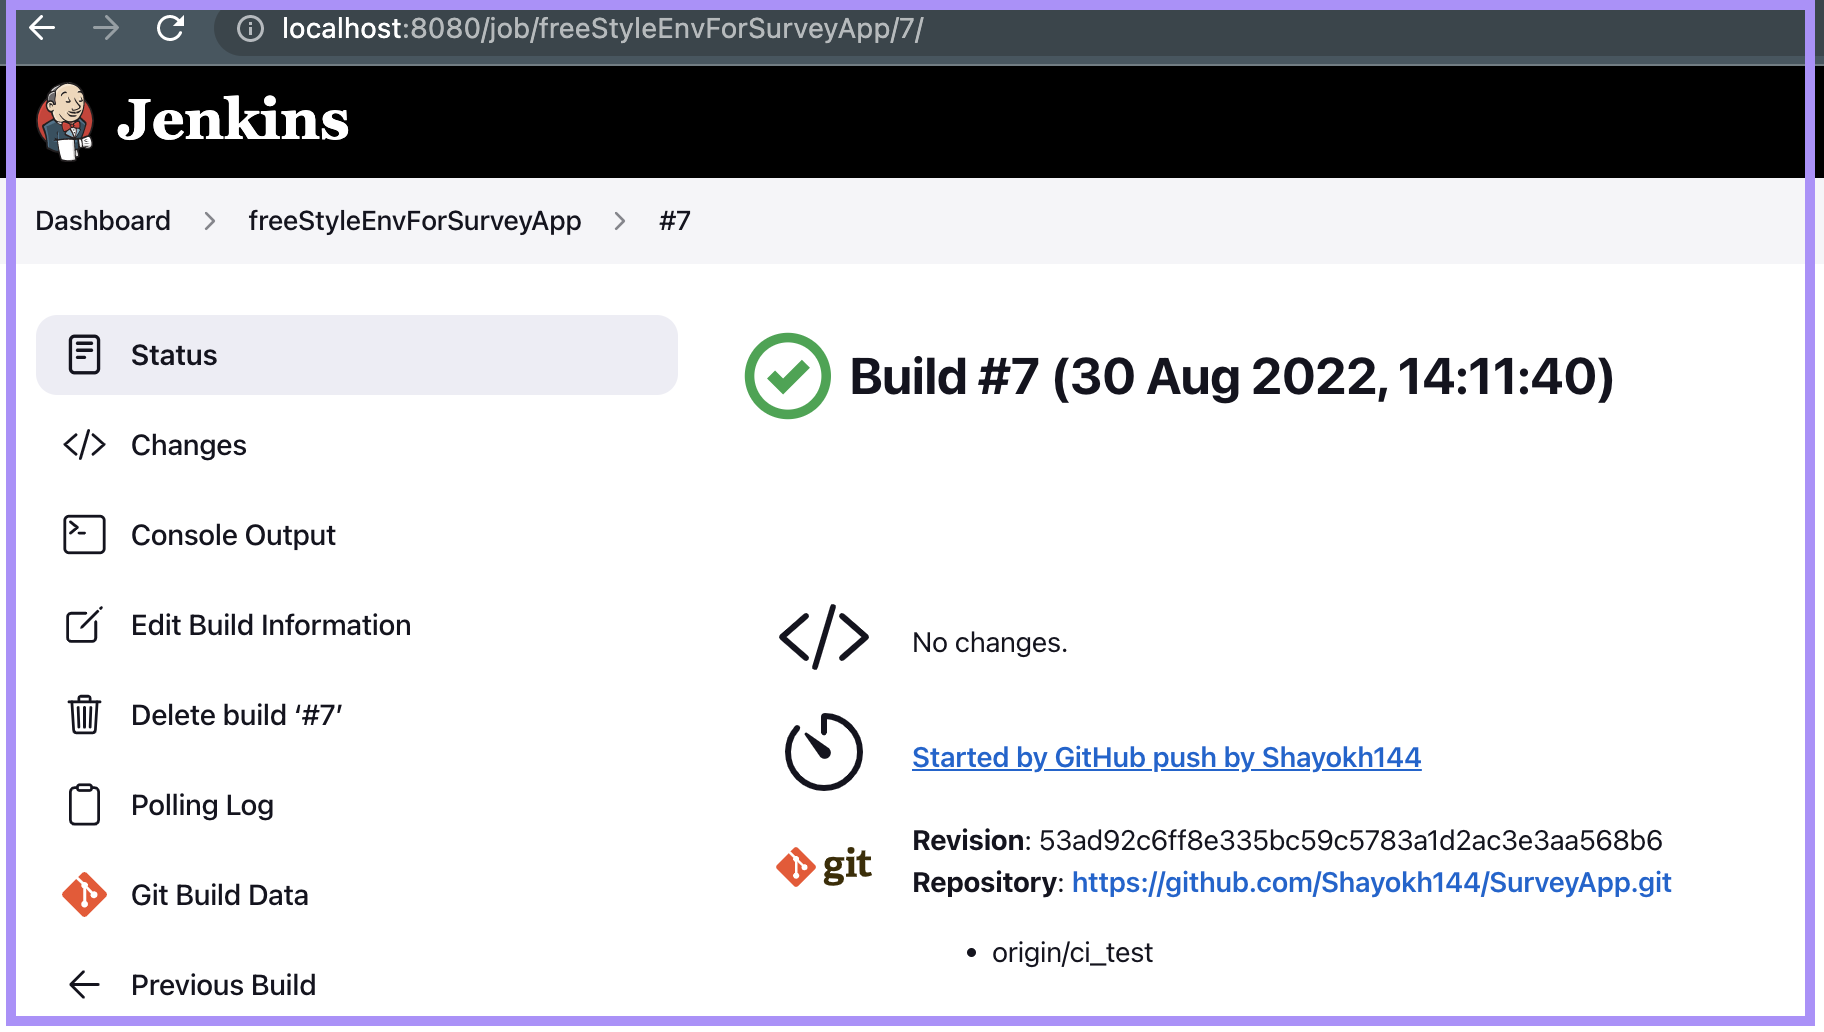 localhost:8080/job/freeStyleEnvForSurveyApp/7/
Jenkins
Dashboard > freeStyleEnvForSurveyApp > #7
Status
Changes
Console Output
Edit Build Information
Delete build ‘#7’
Polling Log
Git Build Data
Previous Build
Build #7 (30 Aug 2022, 14:11:40)
No changes.
Started by GitHub push by Shayokh144
git
Revision: 53ad92c6ff8e335bc59c5783a1d2ac3e3aa568b6
Repository: https://github.com/Shayokh144/SurveyApp.git
• origin/ci_test